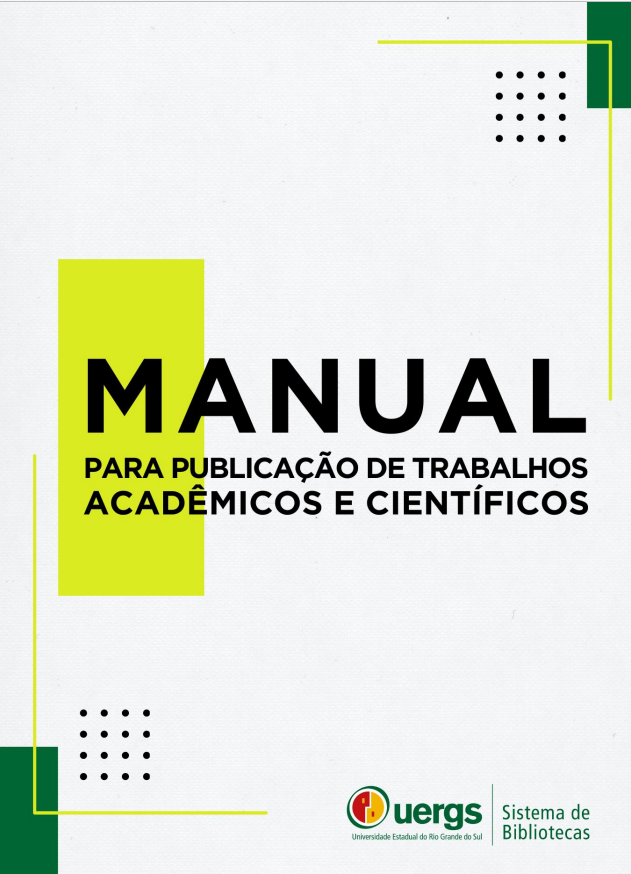 MANUAL
PARA PUBLICAÇÃO DE TRABALHOS
ACADÊMICOS E CIENTÍFICOS
uergs
Universidade Estadual do Rio Grande do Sul
Sistema de
Bibliotecas